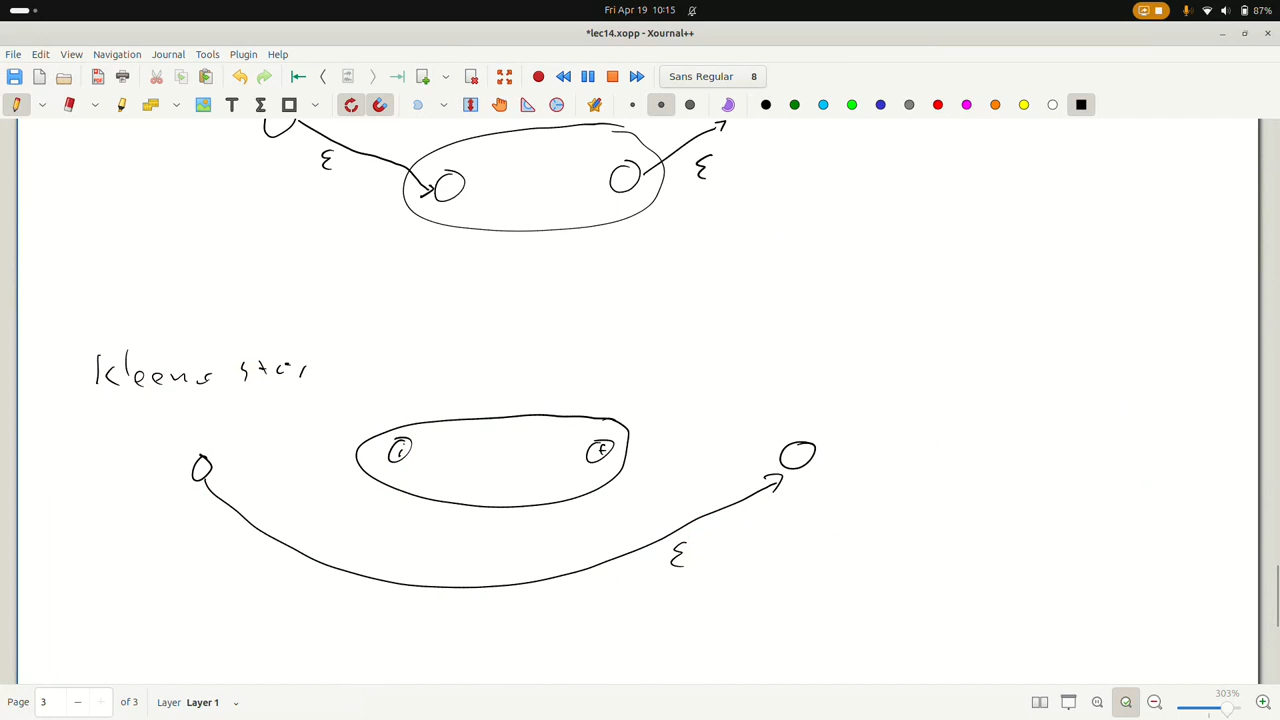 Fri Apr 19 10:15
87%
*lec14.xopp - Xournal++
File Edit View Navigation Journal Tools Plugin Help
Sans Regular 8
ε ε
Kleene star
i f
ε
Page 3 of 3 Layer Layer 1
303%